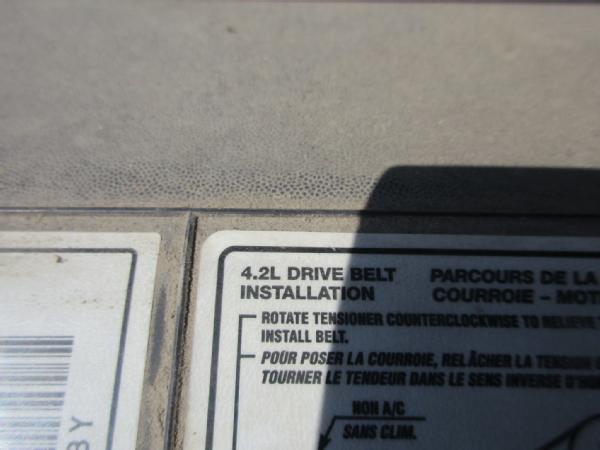 4.2L DRIVE BELT
INSTALLATION
PARCOURS DE LA
COURROIE – MOT
ROTATE TENSIONER COUNTERCLOCKWISE TO RELIEVE
INSTALL BELT.
POUR POSER LA COURROIE, RELÂCHER LA TENSION
TOURNER LE TENDEUR DANS LE SENS INVERSE D'H
NON A/C
SANS CLIM.
BY